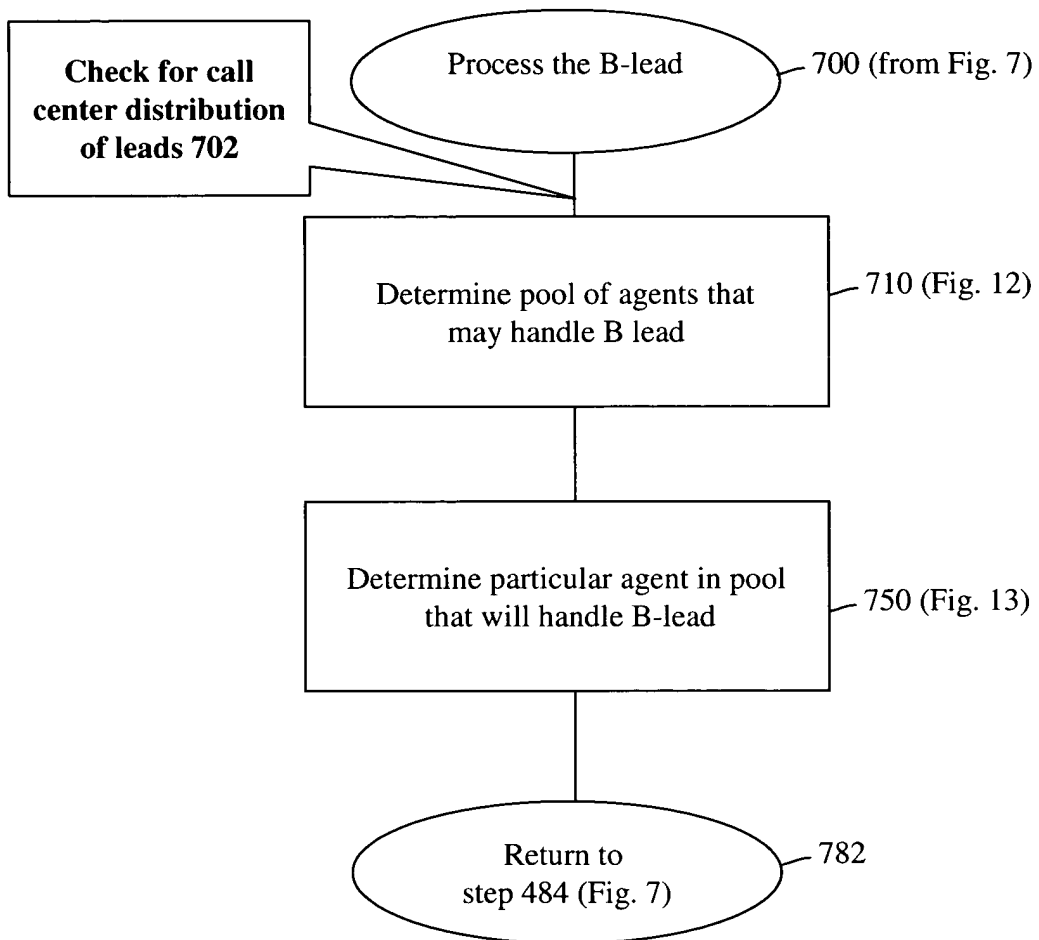 Check for call
center distribution
of leads 702
Process the B-lead
700 (from Fig. 7)
Determine pool of agents that
may handle B lead
710 (Fig. 12)
Determine particular agent in pool
that will handle B-lead
750 (Fig. 13)
Return to
step 484 (Fig. 7)
782